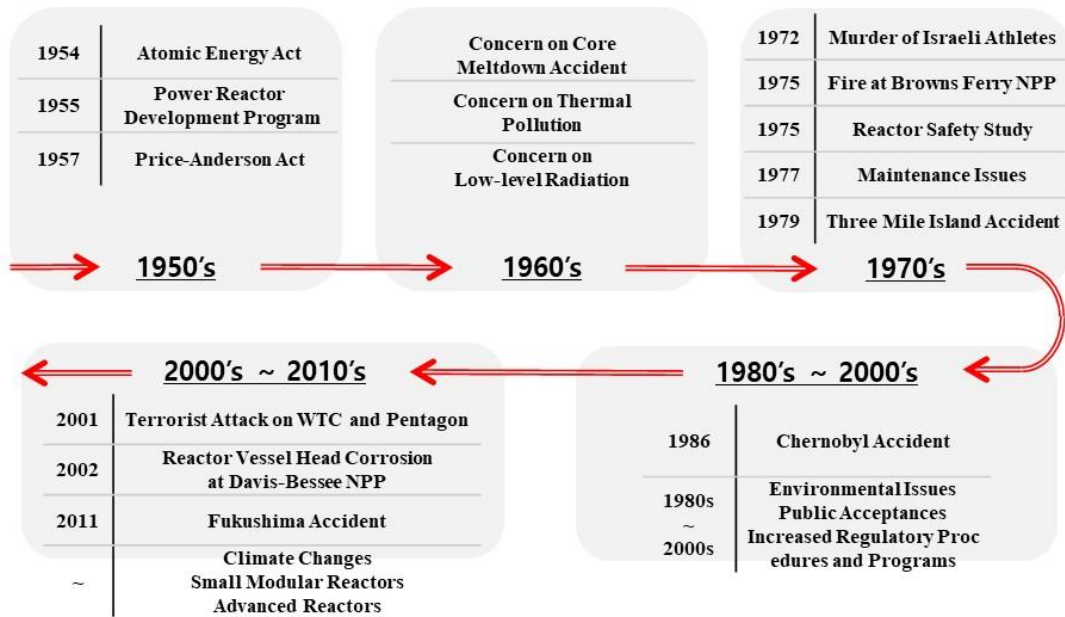 1954 Atomic Energy Act
1955 Power Reactor
Development Program
1957 Price-Anderson Act
1950's
Concern on Core
Meltdown Accident
Concern on Thermal
Pollution
Concern on
Low-level Radiation
1960's
1972 Murder of Israeli Athletes
1975 Fire at Browns Ferry NPP
1975 Reactor Safety Study
1977 Maintenance Issues
1979 Three Mile Island Accident
1970's
1980's ~ 2000's
1986 Chernobyl Accident
1980s
~
2000s
Environmental Issues
Public Acceptances
Increased Regulatory Proc
edures and Programs
2000's ~ 2010's
2001 Terrorist Attack on WTC and Pentagon
2002 Reactor Vessel Head Corrosion
at Davis-Bessee NPP
2011 Fukushima Accident
~
Climate Changes
Small Modular Reactors
Advanced Reactors